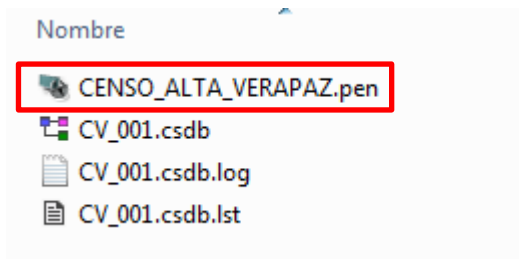 Nombre
CENSO_ALTA_VERAPAZ.pen
CV_001.csdb
CV_001.csdb.log
CV_001.csdb.lst